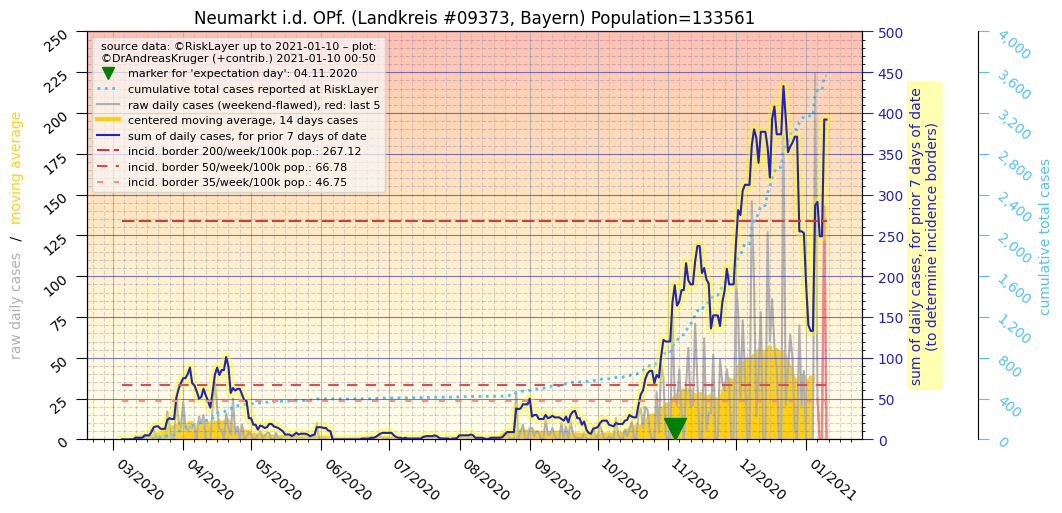 Neumarkt i.d. OPf. (Landkreis #09373, Bayern) Population=133561
source data: ©RiskLayer up to 2021-01-10 – plot:
©DrAndreasKruger (+contrib.) 2021-01-10 00:50
marker for 'expectation day': 04.11.2020
cumulative total cases reported at RiskLayer
raw daily cases (weekend-flawed), red: last 5
centered moving average, 14 days cases
sum of daily cases, for prior 7 days of date
incid. border 200/week/100k pop.: 267.12
incid. border 50/week/100k pop.: 66.78
incid. border 35/week/100k pop.: 46.75
raw daily cases / moving average
250
225
200
175
150
125
100
75
50
25
0
03/2020
04/2020
05/2020
06/2020
07/2020
08/2020
09/2020
10/2020
11/2020
12/2020
01/2021
500
450
400
350
300
250
200
150
100
50
0
sum of daily cases, for prior 7 days of date
(to determine incidence borders)
4,000
3,600
3,200
2,800
2,400
2,000
1,600
1,200
800
400
0
cumulative total cases